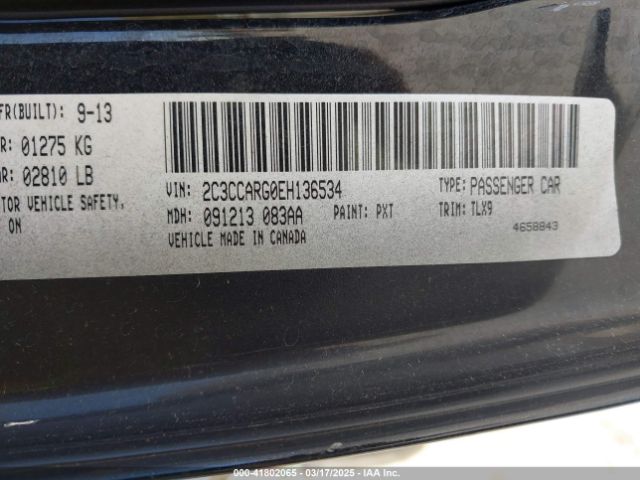 FR(BUILT): 9-13
R: 01275 KG
R: 02810 LB
TOR VEHICLE SAFETY.
ON
VIN: 2C3CCARG0EH136534
TYPE: PASSENGER CAR
MDH: 091213 083AA
PAINT: PXT
TRIM: TLX9
VEHICLE MADE IN CANADA
4658843
000-41802065 - 03/17/2025 - IAA Inc.